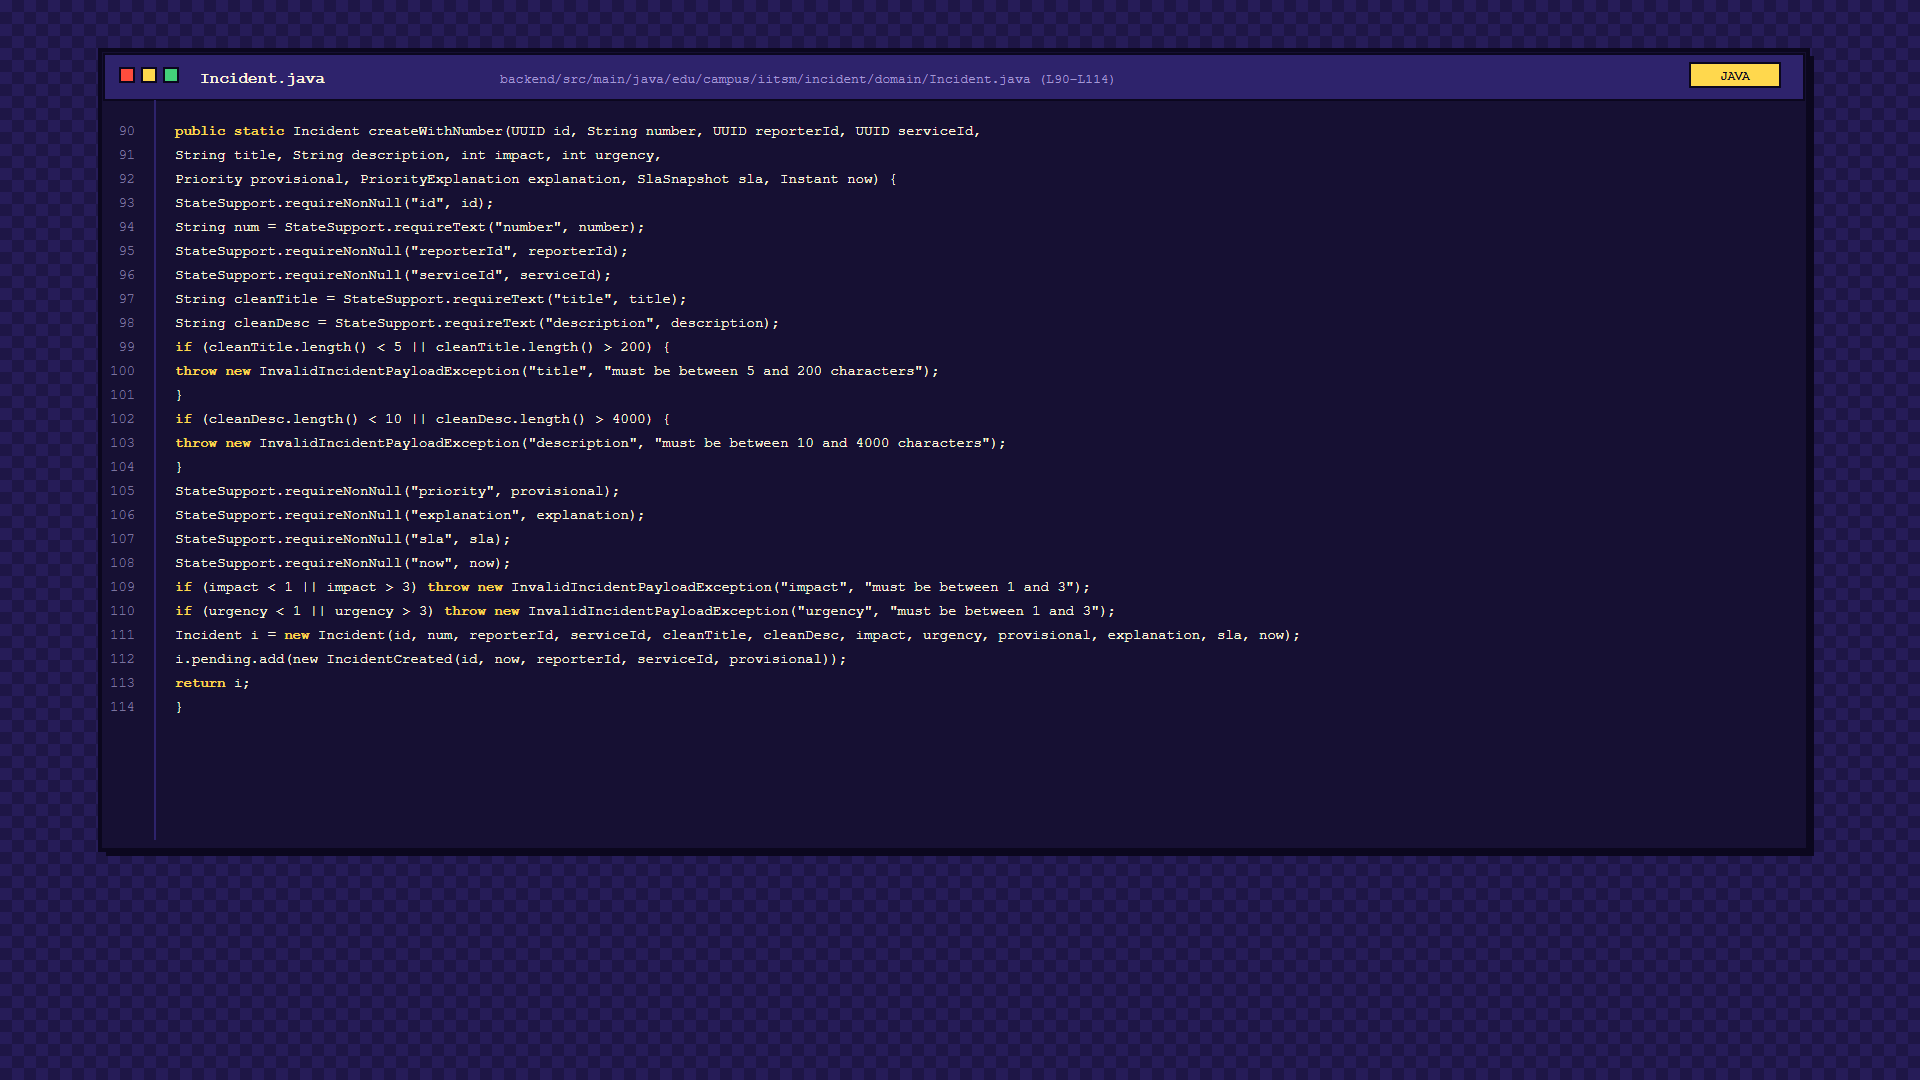 Incident.java
backend/src/main/java/edu/campus/iitsm/incident/domain/Incident.java (L90-L114)
JAVA
90 public static Incident createWithNumber(UUID id, String number, UUID reporterId, UUID serviceId,
91 String title, String description, int impact, int urgency,
92 Priority provisional, PriorityExplanation explanation, SlaSnapshot sla, Instant now) {
93 StateSupport.requireNonNull("id", id);
94 String num = StateSupport.requireText("number", number);
95 StateSupport.requireNonNull("reporterId", reporterId);
96 StateSupport.requireNonNull("serviceId", serviceId);
97 String cleanTitle = StateSupport.requireText("title", title);
98 String cleanDesc = StateSupport.requireText("description", description);
99 if (cleanTitle.length() < 5 || cleanTitle.length() > 200) {
100 throw new InvalidIncidentPayloadException("title", "must be between 5 and 200 characters");
101 }
102 if (cleanDesc.length() < 10 || cleanDesc.length() > 4000) {
103 throw new InvalidIncidentPayloadException("description", "must be between 10 and 4000 characters");
104 }
105 StateSupport.requireNonNull("priority", provisional);
106 StateSupport.requireNonNull("explanation", explanation);
107 StateSupport.requireNonNull("sla", sla);
108 StateSupport.requireNonNull("now", now);
109 if (impact < 1 || impact > 3) throw new InvalidIncidentPayloadException("impact", "must be between 1 and 3");
110 if (urgency < 1 || urgency > 3) throw new InvalidIncidentPayloadException("urgency", "must be between 1 and 3");
111 Incident i = new Incident(id, num, reporterId, serviceId, cleanTitle, cleanDesc, impact, urgency, provisional, explanation, sla, now);
112 i.pending.add(new IncidentCreated(id, now, reporterId, serviceId, provisional));
113 return i;
114 }